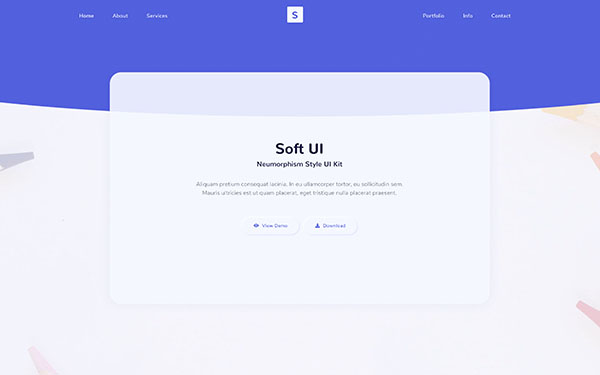 Home About Services S Portfolio Info Contact
Soft UI
Neumorphism Style UI Kit
Aliquam pretium consequat lacinia. In eu ullamcorper tortor, eu sollicitudin sem.
Mauris ultricies est ut quam placerat, eget tristique nulla placerat praesent.
View Demo Download